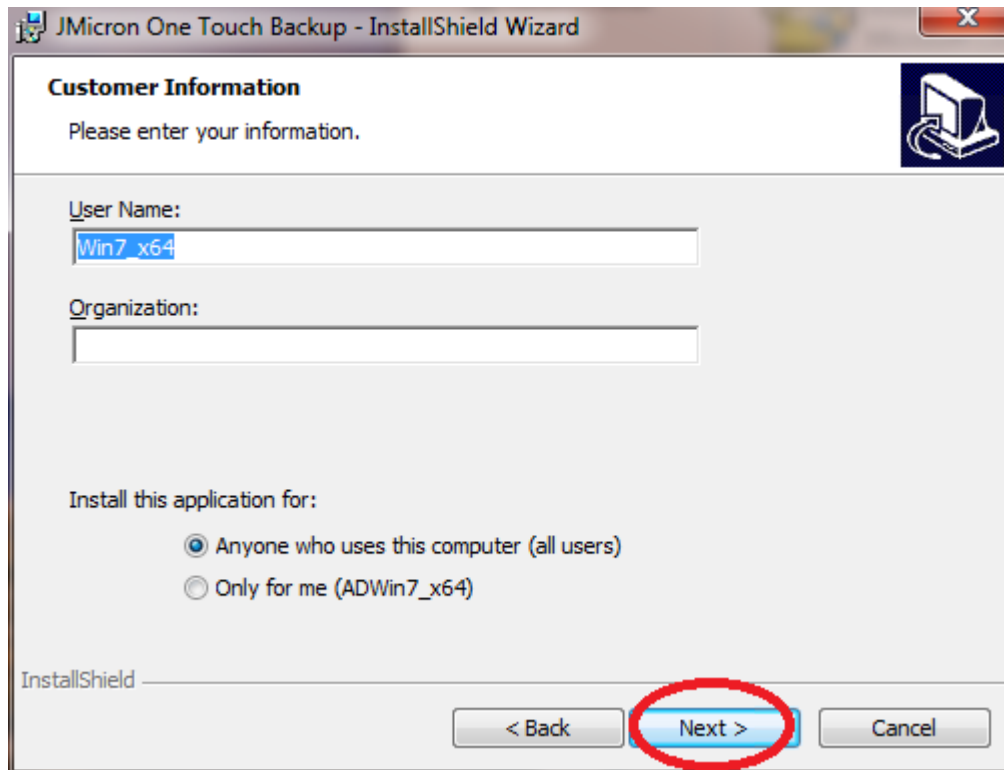 JMicron One Touch Backup - InstallShield Wizard
Customer Information
Please enter your information.
User Name:
Win7_x64
Organization:
Install this application for:
Anyone who uses this computer (all users)
Only for me (ADWin7_x64)
InstallShield
< Back Next > Cancel